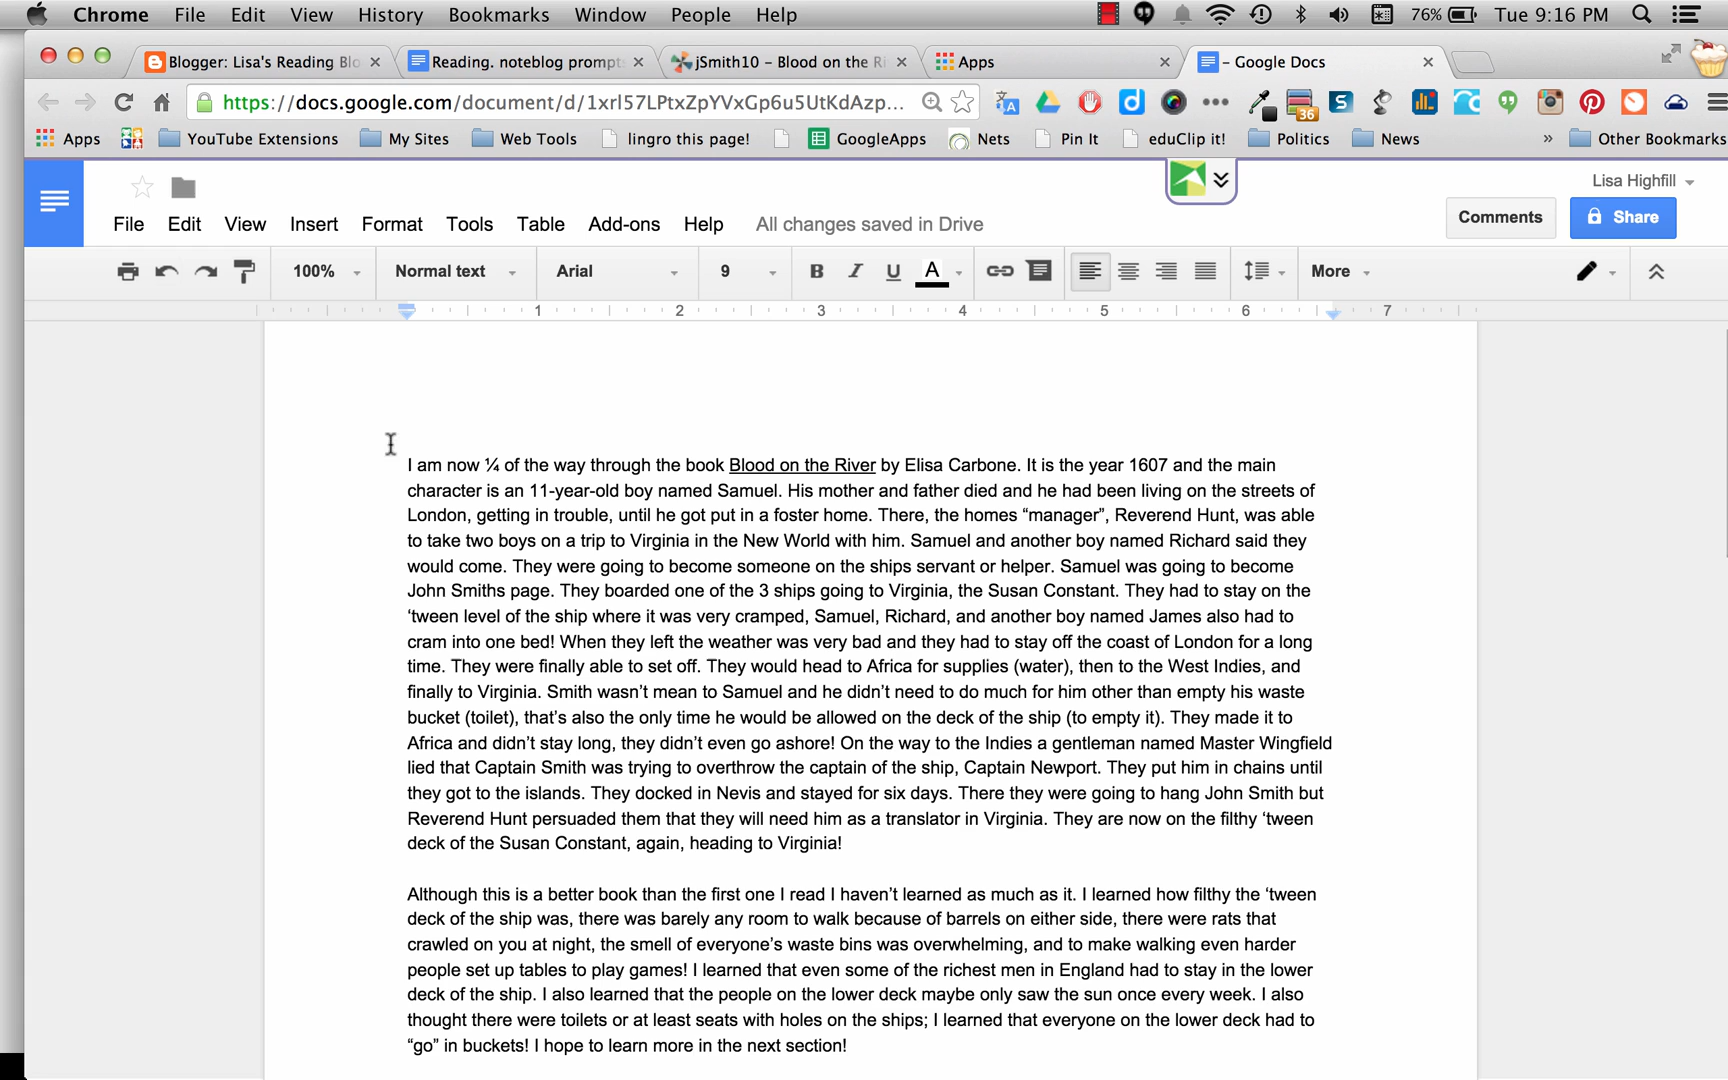 Chrome File Edit View History Bookmarks Window People Help 76% Tue 9:16 PM
Blogger: Lisa's Reading Blo Reading. noteblog prompts jSmith10 – Blood on the Ri Apps – Google Docs
https://docs.google.com/document/d/1xrl57LPtxZpYVxGp6u5UtKdAzp... 36
Apps YouTube Extensions My Sites Web Tools lingro this page! GoogleApps Nets Pin It eduClip it! Politics News » Other Bookmarks
Lisa Highfill
File Edit View Insert Format Tools Table Add-ons Help All changes saved in Drive Comments Share
100% Normal text Arial 9 B I U A More
1 2 3 4 5 6 7
I am now ¼ of the way through the book Blood on the River by Elisa Carbone. It is the year 1607 and the main
character is an 11-year-old boy named Samuel. His mother and father died and he had been living on the streets of
London, getting in trouble, until he got put in a foster home. There, the homes “manager”, Reverend Hunt, was able
to take two boys on a trip to Virginia in the New World with him. Samuel and another boy named Richard said they
would come. They were going to become someone on the ships servant or helper. Samuel was going to become
John Smiths page. They boarded one of the 3 ships going to Virginia, the Susan Constant. They had to stay on the
‘tween level of the ship where it was very cramped, Samuel, Richard, and another boy named James also had to
cram into one bed! When they left the weather was very bad and they had to stay off the coast of London for a long
time. They were finally able to set off. They would head to Africa for supplies (water), then to the West Indies, and
finally to Virginia. Smith wasn’t mean to Samuel and he didn’t need to do much for him other than empty his waste
bucket (toilet), that’s also the only time he would be allowed on the deck of the ship (to empty it). They made it to
Africa and didn’t stay long, they didn’t even go ashore! On the way to the Indies a gentleman named Master Wingfield
lied that Captain Smith was trying to overthrow the captain of the ship, Captain Newport. They put him in chains until
they got to the islands. They docked in Nevis and stayed for six days. There they were going to hang John Smith but
Reverend Hunt persuaded them that they will need him as a translator in Virginia. They are now on the filthy ‘tween
deck of the Susan Constant, again, heading to Virginia!
Although this is a better book than the first one I read I haven’t learned as much as it. I learned how filthy the ‘tween
deck of the ship was, there was barely any room to walk because of barrels on either side, there were rats that
crawled on you at night, the smell of everyone’s waste bins was overwhelming, and to make walking even harder
people set up tables to play games! I learned that even some of the richest men in England had to stay in the lower
deck of the ship. I also learned that the people on the lower deck maybe only saw the sun once every week. I also
thought there were toilets or at least seats with holes on the ships; I learned that everyone on the lower deck had to
“go” in buckets! I hope to learn more in the next section!